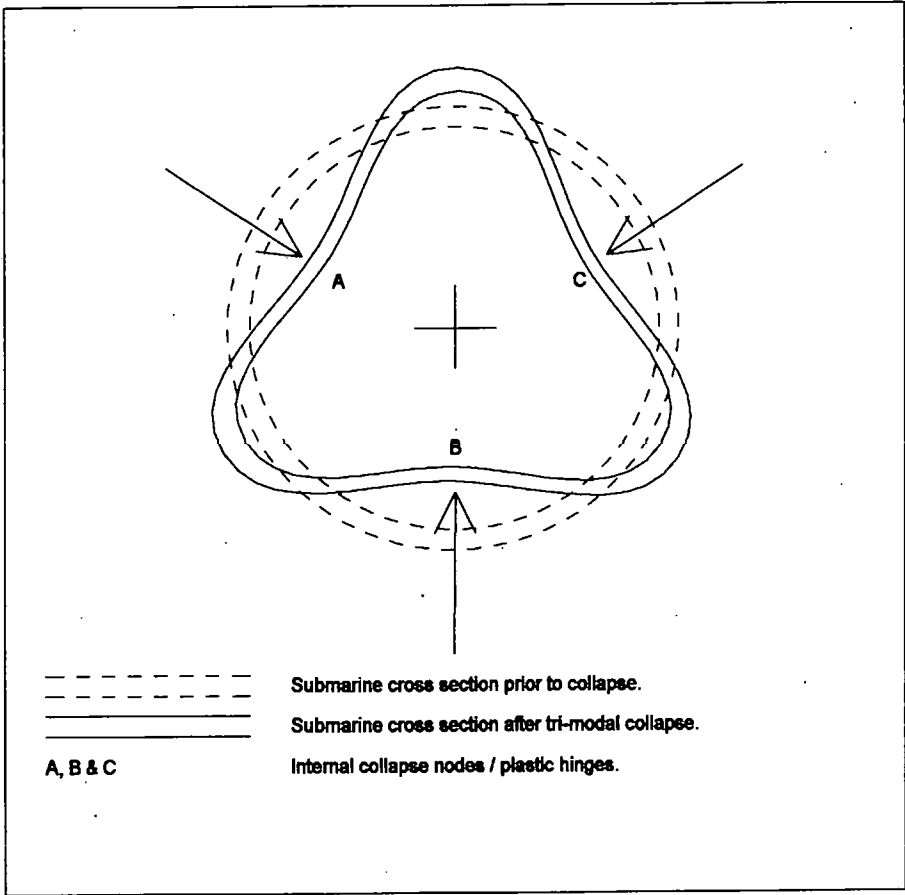 A
C
B
Submarine cross section prior to collapse.
Submarine cross section after tri-modal collapse.
A, B & C Internal collapse nodes / plastic hinges.